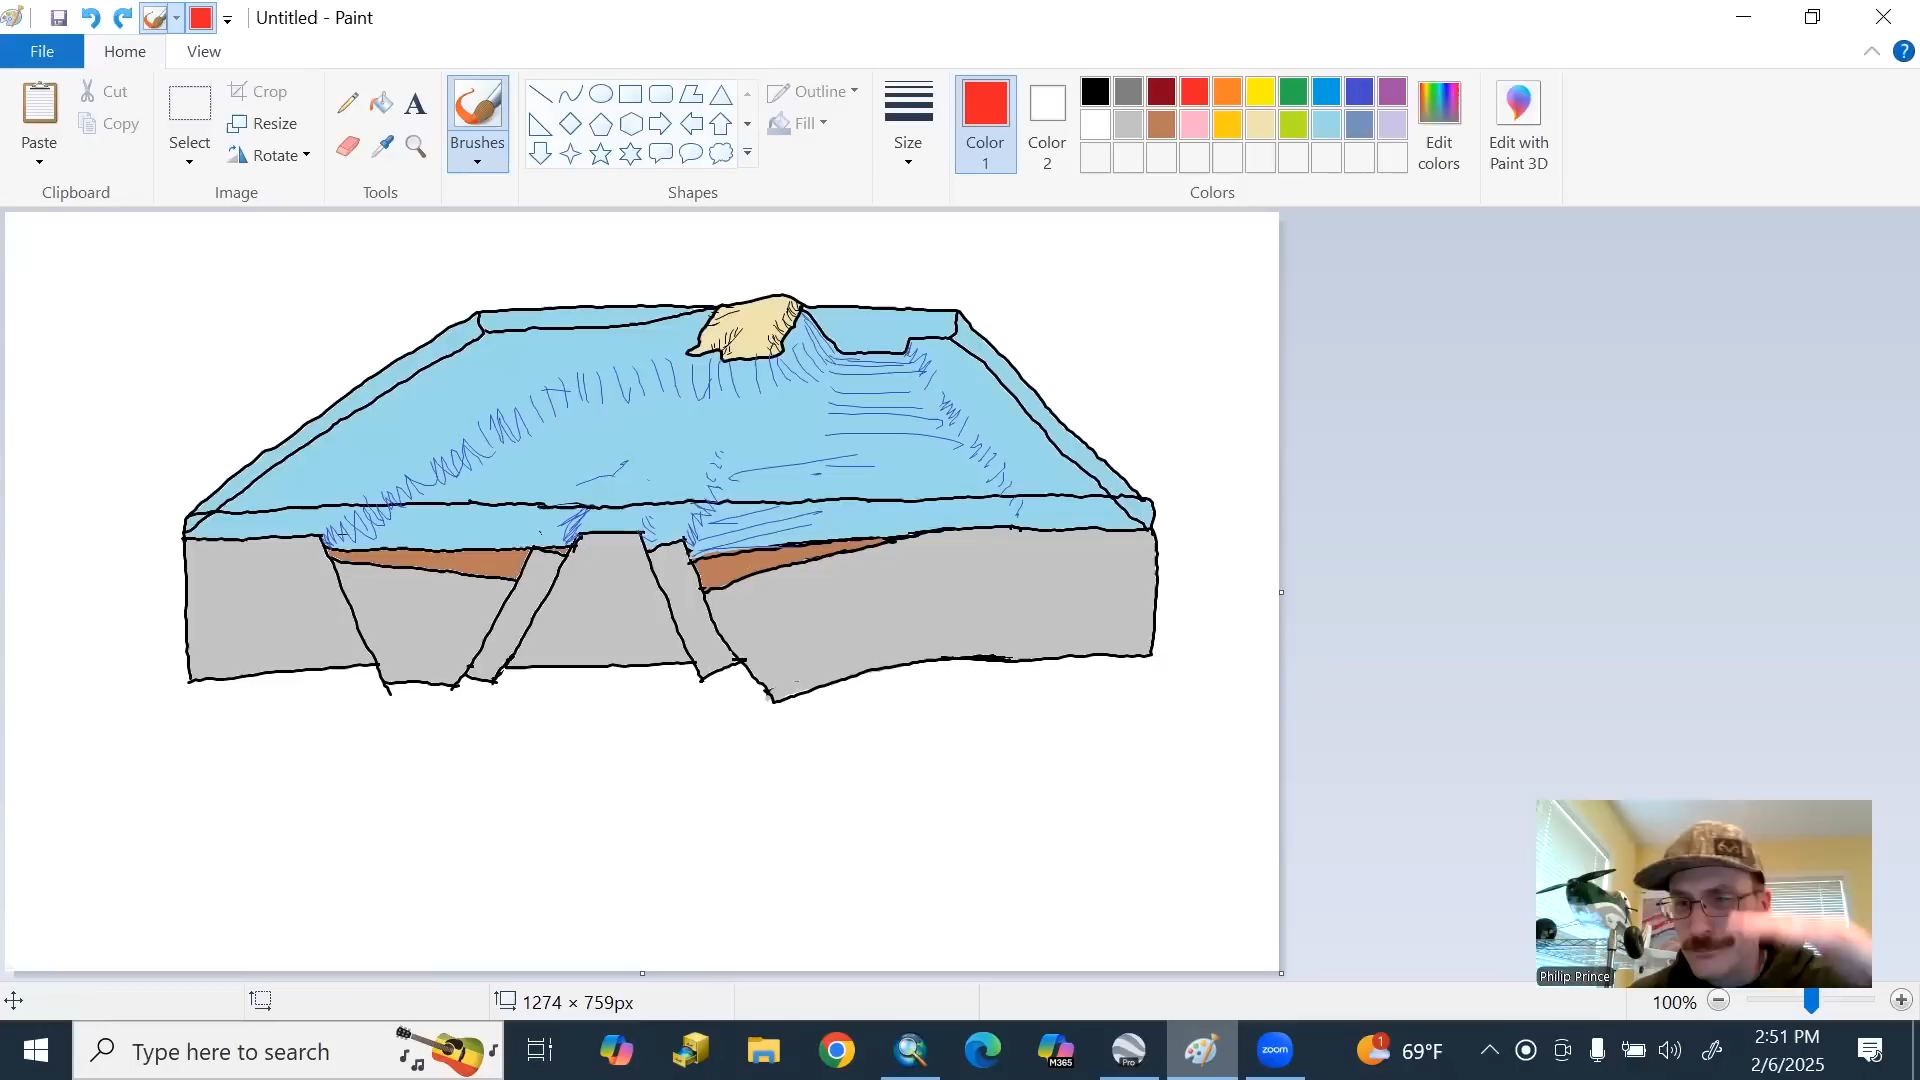 Untitled - Paint
File
Home
View
Paste
Cut
Copy
Clipboard
Select
Crop
Resize
Rotate
Image
Tools
Brushes
Outline
Fill
Shapes
Size
Color
1
Color
2
Edit
colors
Colors
Edit with
Paint 3D
?
Philip Prince
1274 × 759px
100%
Type here to search
M365
Pro
zoom
1
69°F
2:51 PM
2/6/2025